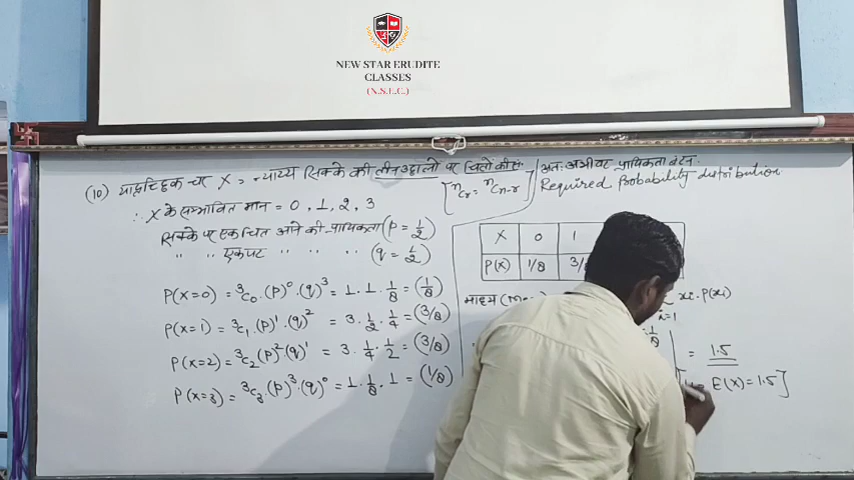 NEW STAR ERUDITE
CLASSES
(N.S.E.C.)
(10) यादृच्छिक चर X = न्याय्य सिक्के की तीन उछालों पर चितों की सं.
∴ X के सम्भावित मान = 0, 1, 2, 3
सिक्के पर एक चित आने की प्रायिकता (p = 1/2)
" " एक पट " " " (q = 1/2)
P(X=0) = ³C₀ (P)⁰ (q)³ = 1 · 1 · 1/8 = (1/8)
P(X=1) = ³C₁ (P)¹ (q)² = 3 · 1/2 · 1/4 = (3/8)
P(X=2) = ³C₂ (P)² (q)¹ = 3 · 1/4 · 1/2 = (3/8)
P(X=3) = ³C₃ (P)³ (q)⁰ = 1 · 1/8 · 1 = (1/8)
[ⁿCr = ⁿCn-r]
अतः अभीष्ट प्रायिकता बंटन
Required Probability distribution
X 0 1
P(X) 1/8 3/8
माध्य xi · P(xi)
i=1
= 1.5
E(X) = 1.5]